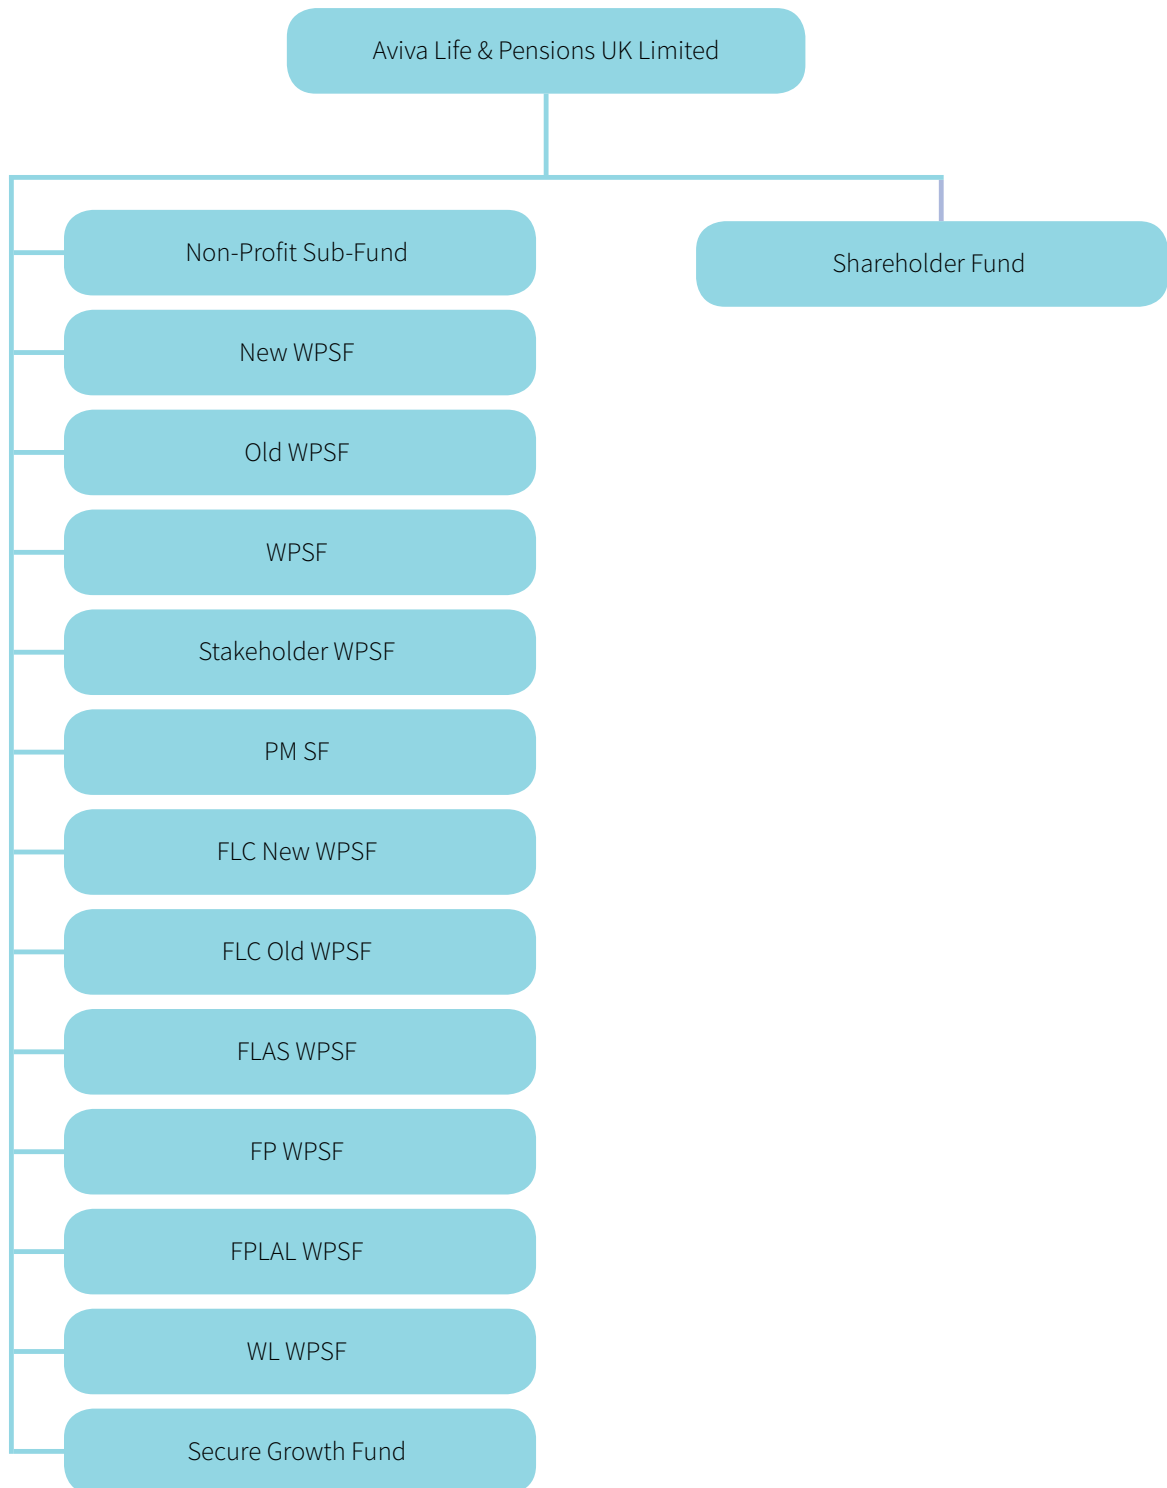 Aviva Life & Pensions UK Limited
Non-Profit Sub-Fund
Shareholder Fund
New WPSF
Old WPSF
WPSF
Stakeholder WPSF
PM SF
FLC New WPSF
FLC Old WPSF
FLAS WPSF
FP WPSF
FPLAL WPSF
WL WPSF
Secure Growth Fund